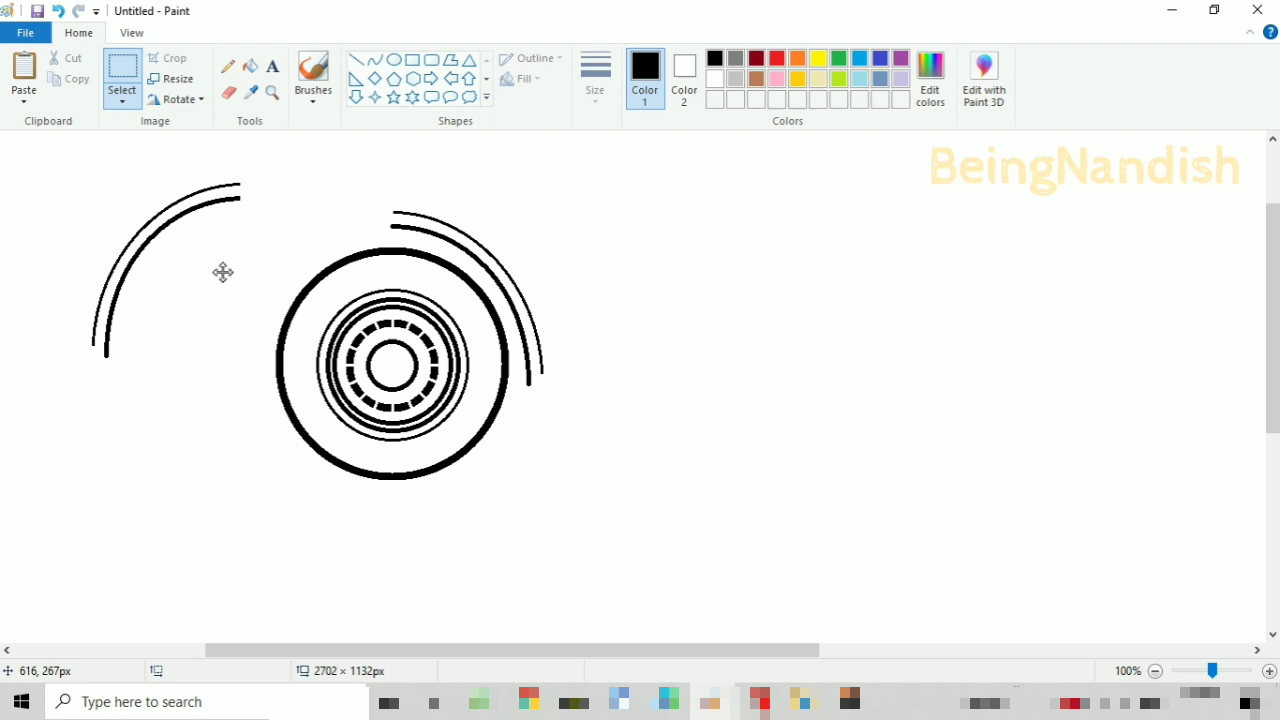 Untitled - Paint
File Home View
Cut
Copy
Paste
Clipboard
Select
Crop
Resize
Rotate
Image
Tools
Brushes
Outline
Fill
Shapes
Size
Color 1
Color 2
Edit colors
Colors
Edit with Paint 3D
BeingNandish
616, 267px
2702 × 1132px
100%
Type here to search